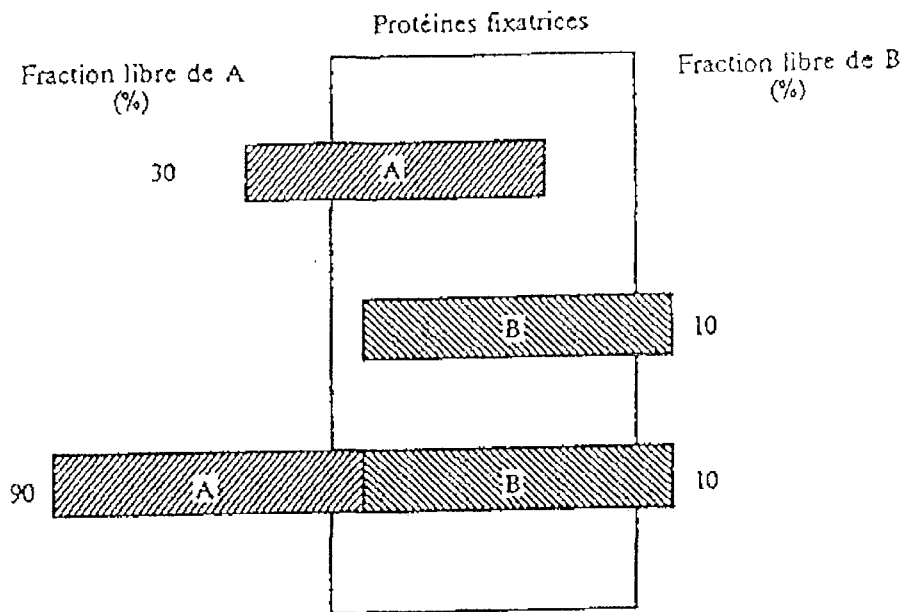 Protéines fixatrices
Fraction libre de A
(%)
Fraction libre de B
(%)
30
A
B
10
90
A
B
10